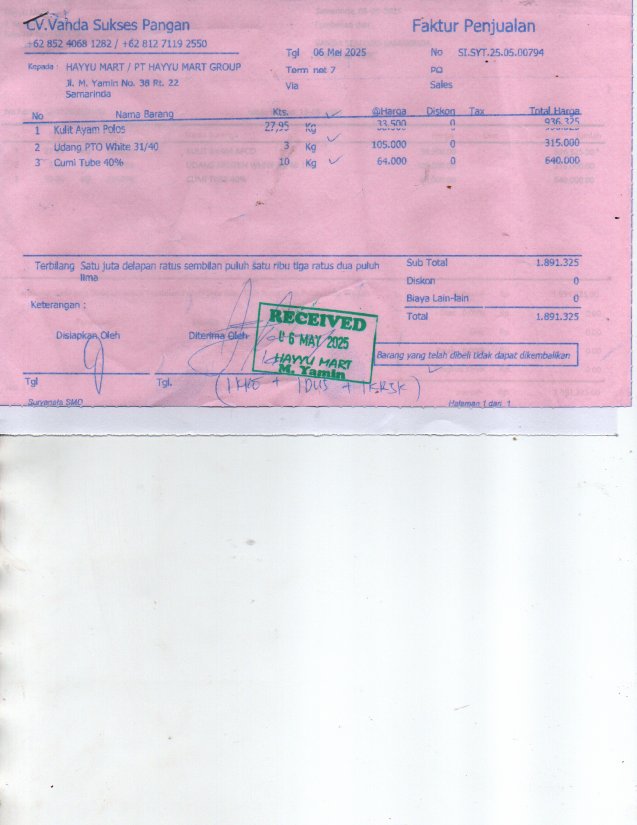 CV.Vanda Sukses Pangan
+62 852 4068 1282 / +62 812 7119 2550
Faktur Penjualan
Tgl 06 Mei 2025 No SI.SYT.25.05.00794
Kepada : HAYYU MART / PT HAYYU MART GROUP
Term net 7 PO
Jl. M. Yamin No. 38 Rt. 22
Via Sales
Samarinda
No Nama Barang Kts. @Harga Diskon Tax Total Harga
1 Kulit Ayam Polos 27,95 Kg 33.500 0 936.325
2 Udang PTO White 31/40 3 Kg 105.000 0 315.000
3 Cumi Tube 40% 10 Kg 64.000 0 640.000
Terbilang Satu juta delapan ratus sembilan puluh satu ribu tiga ratus dua puluh
lima
Sub Total 1.891.325
Diskon 0
Keterangan :
Biaya Lain-lain 0
Total 1.891.325
Disiapkan Oleh Diterima Oleh
RECEIVED
06 MAY 2025
HAYYU MART
M. Yamin
Barang yang telah dibeli tidak dapat dikembalikan
Tgl Tgl.
Suryanata SMD Halaman 1 dari 1